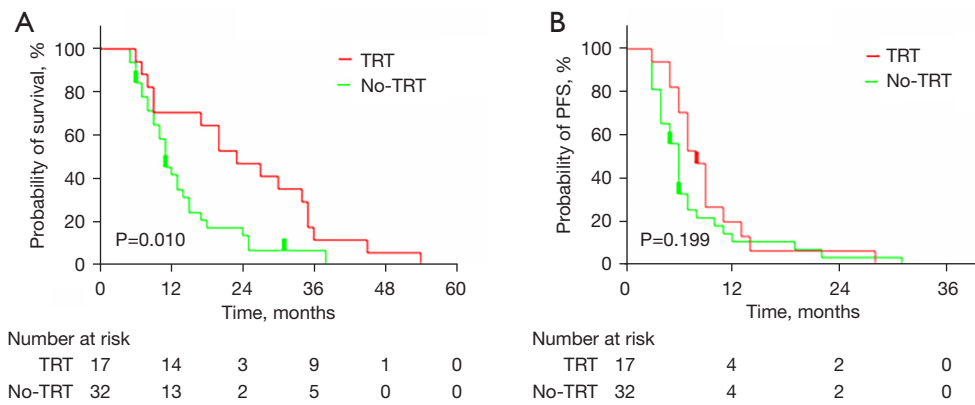 A
Probability of survival, %
100
80
60
40
20
0
TRT
No-TRT
P=0.010
0 12 24 36 48 60
Time, months
Number at risk
TRT 17 14 3 9 1 0
No-TRT 32 13 2 5 0 0
B
Probability of PFS, %
100
80
60
40
20
0
TRT
No-TRT
P=0.199
0 12 24 36
Time, months
Number at risk
TRT 17 4 2 0
No-TRT 32 4 2 0